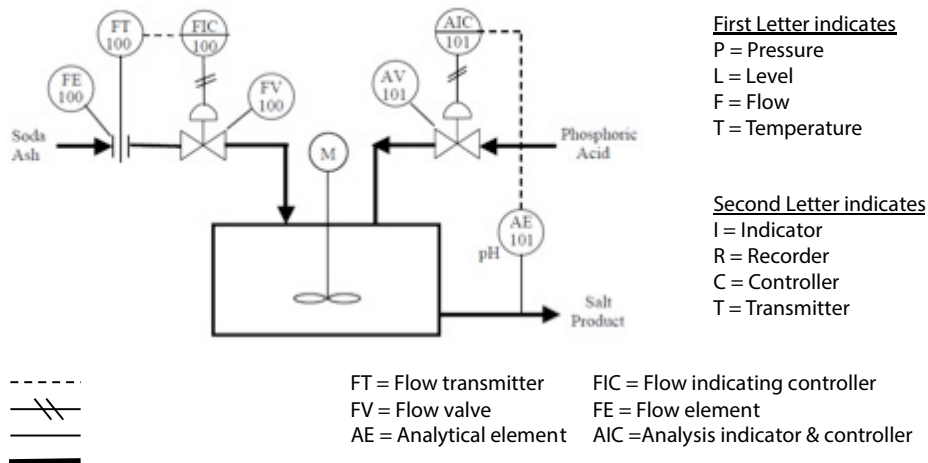 FT
100
FIC
100
AIC
101
FE
100
FV
100
AV
101
Soda
Ash
Phosphoric
Acid
M
AE
101
pH
Salt
Product
First Letter indicates
P = Pressure
L = Level
F = Flow
T = Temperature
Second Letter indicates
I = Indicator
R = Recorder
C = Controller
T = Transmitter
FT = Flow transmitter
FV = Flow valve
AE = Analytical element
FIC = Flow indicating controller
FE = Flow element
AIC =Analysis indicator & controller